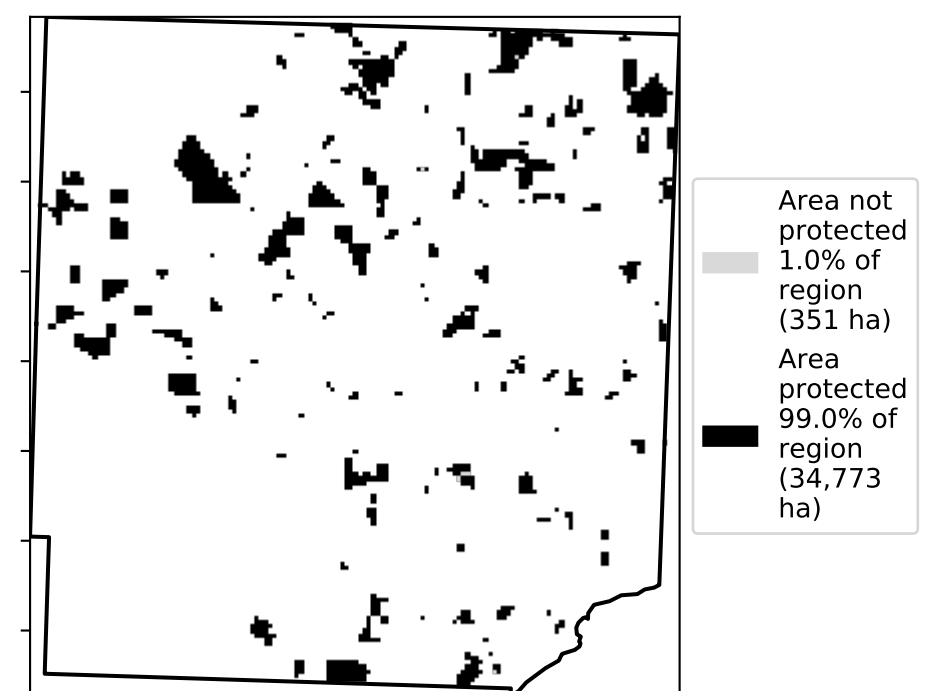 Area not
protected
1.0% of
region
(351 ha)
Area
protected
99.0% of
region
(34,773
ha)